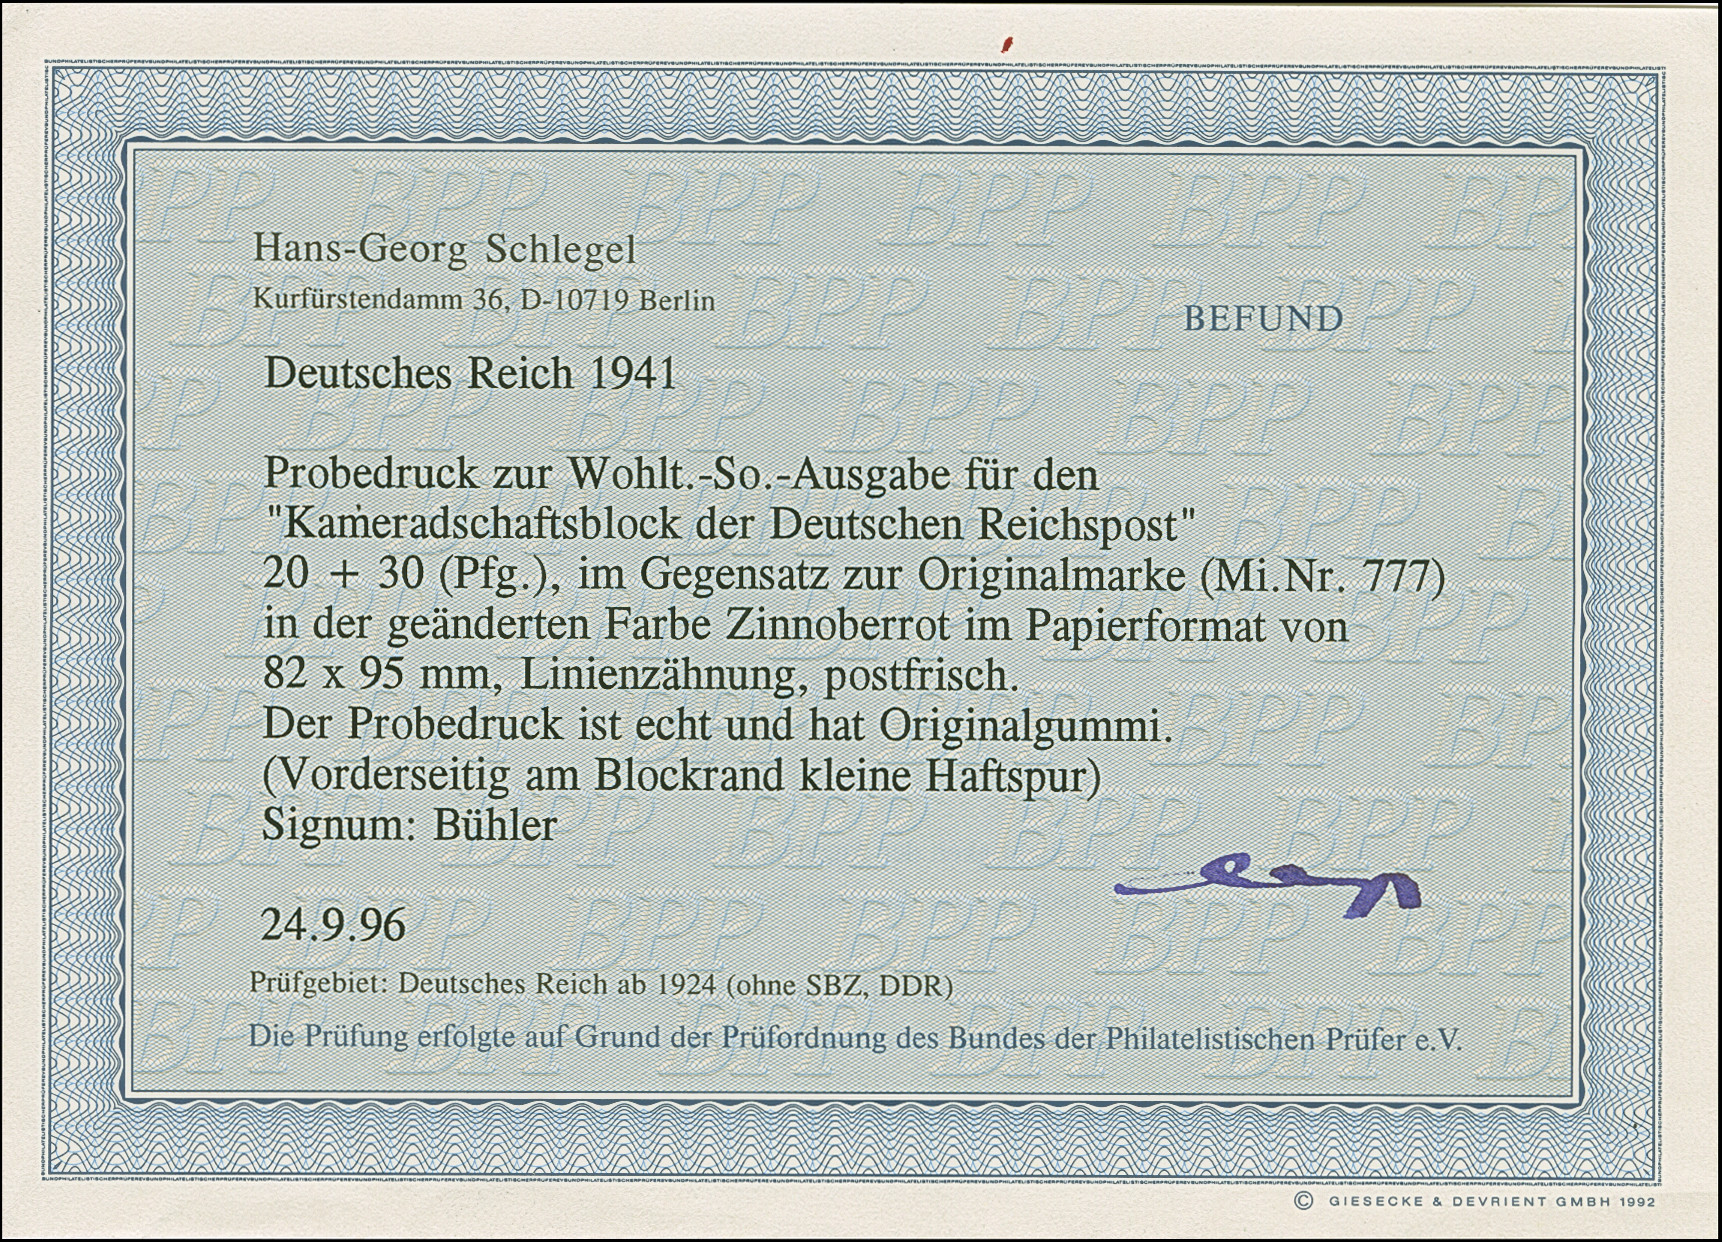 Hans-Georg Schlegel
Kurfürstendamm 36, D-10719 Berlin
BEFUND
Deutsches Reich 1941
Probedruck zur Wohlt.-So.-Ausgabe für den
"Kameradschaftsblock der Deutschen Reichspost"
20 + 30 (Pfg.), im Gegensatz zur Originalmarke (Mi.Nr. 777)
in der geänderten Farbe Zinnoberrot im Papierformat von
82 x 95 mm, Linienzähnung, postfrisch.
Der Probedruck ist echt und hat Originalgummi.
(Vorderseitig am Blockrand kleine Haftspur)
Signum: Bühler
24.9.96
Prüfgebiet: Deutsches Reich ab 1924 (ohne SBZ, DDR)
Die Prüfung erfolgte auf Grund der Prüfordnung des Bundes der Philatelistischen Prüfer e.V.
© GIESECKE & DEVRIENT GMBH 1992